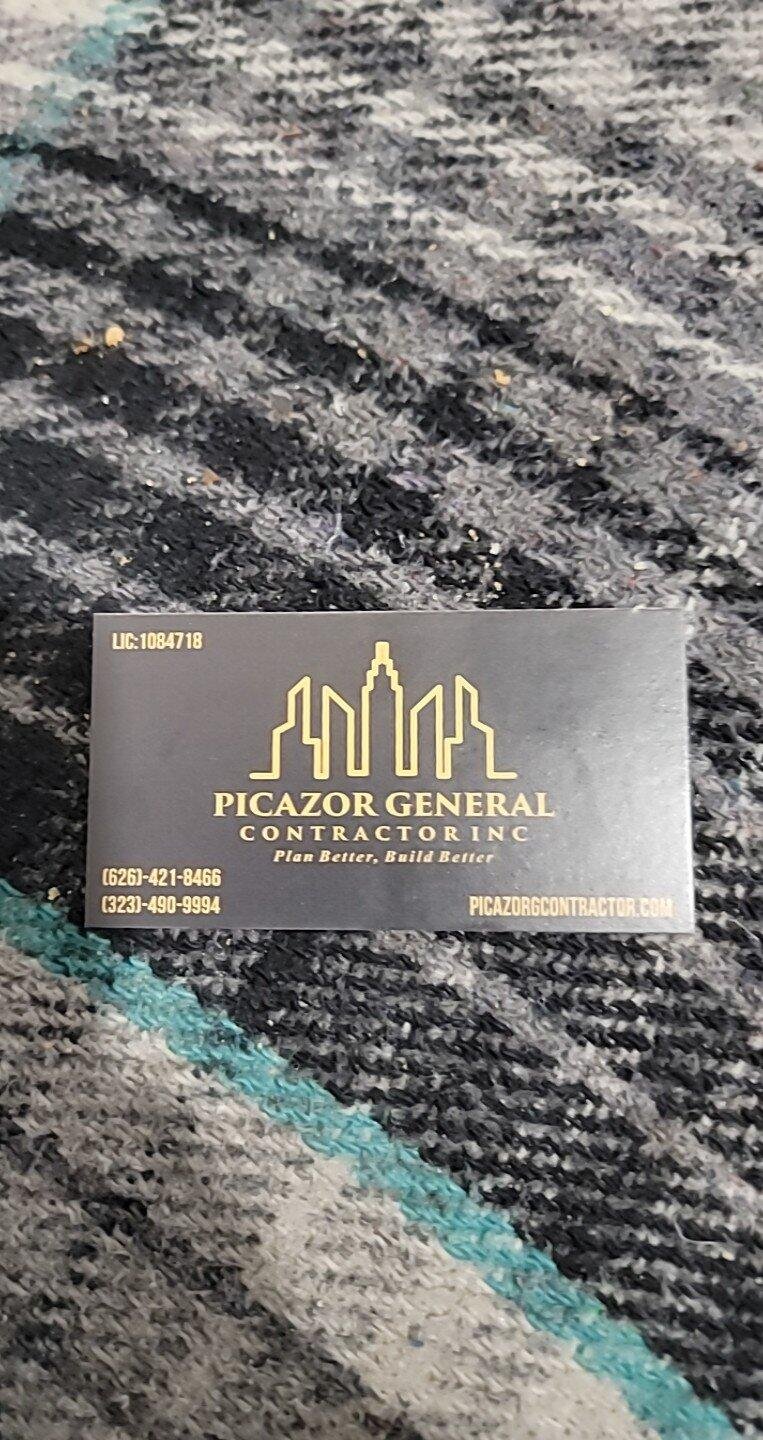 LIC:1084718
PICAZOR GENERAL
CONTRACTOR INC
Plan Better, Build Better
(626)-421-8466
(323)-490-9994
PICAZORGCONTRACTOR.COM